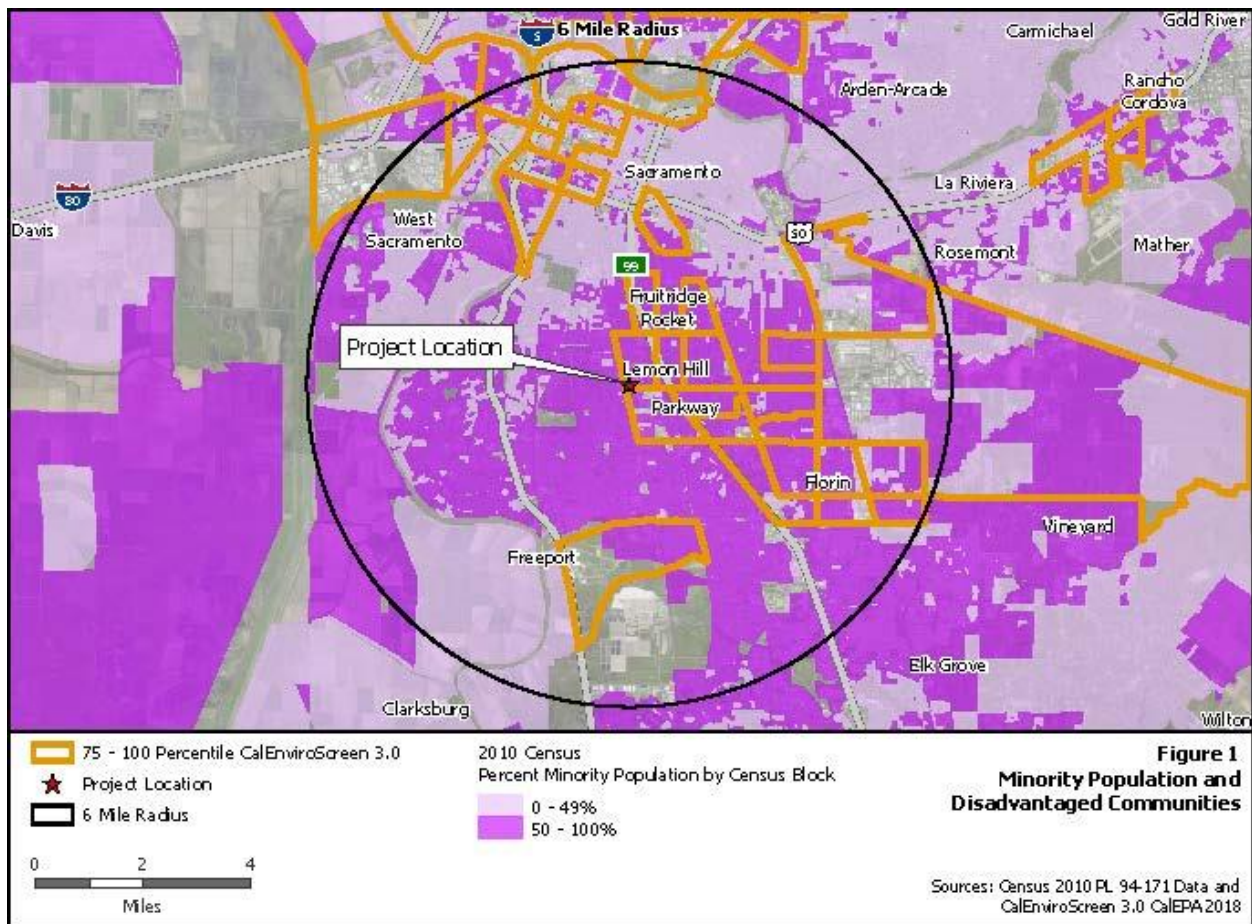 5
6 Mile Radius
Gold River
Carmichael
Rancho
Cordova
Arden-Arcade
Sacramento
La Riviera
80
Davis
West
Sacramento
50
Rosemont
Mather
99
Fruitridge
Pocket
Project Location
Lemon Hill
Parkway
Florin
Vineyard
Freeport
Elk Grove
Clarksburg
Wilton
75 - 100 Percentile CalEnviroScreen 3.0
Project Location
6 Mile Radius
0 2 4
Miles
2010 Census
Percent Minority Population by Census Block
0 - 49%
50 - 100%
Figure 1
Minority Population and
Disadvantaged Communities
Sources: Census 2010 PL 94-171 Data and
CalEnviroScreen 3.0 CalEPA 2018